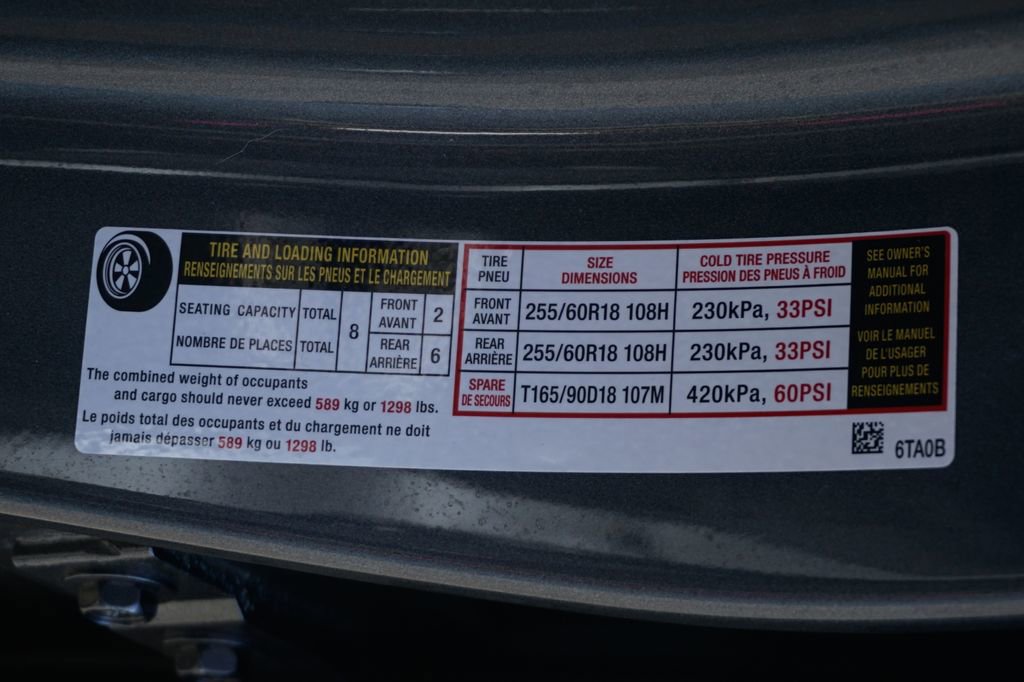 TIRE AND LOADING INFORMATION
RENSEIGNEMENTS SUR LES PNEUS ET LE CHARGEMENT
SEATING CAPACITY TOTAL 8 FRONT AVANT 2
NOMBRE DE PLACES TOTAL REAR ARRIÈRE 6
The combined weight of occupants
and cargo should never exceed 589 kg or 1298 lbs.
Le poids total des occupants et du chargement ne doit
jamais dépasser 589 kg ou 1298 lb.
TIRE PNEU SIZE DIMENSIONS COLD TIRE PRESSURE PRESSION DES PNEUS À FROID
FRONT AVANT 255/60R18 108H 230kPa, 33PSI
REAR ARRIÈRE 255/60R18 108H 230kPa, 33PSI
SPARE DE SECOURS T165/90D18 107M 420kPa, 60PSI
SEE OWNER'S
MANUAL FOR
ADDITIONAL
INFORMATION
VOIR LE MANUEL
DE L'USAGER
POUR PLUS DE
RENSEIGNEMENTS
6TA0B